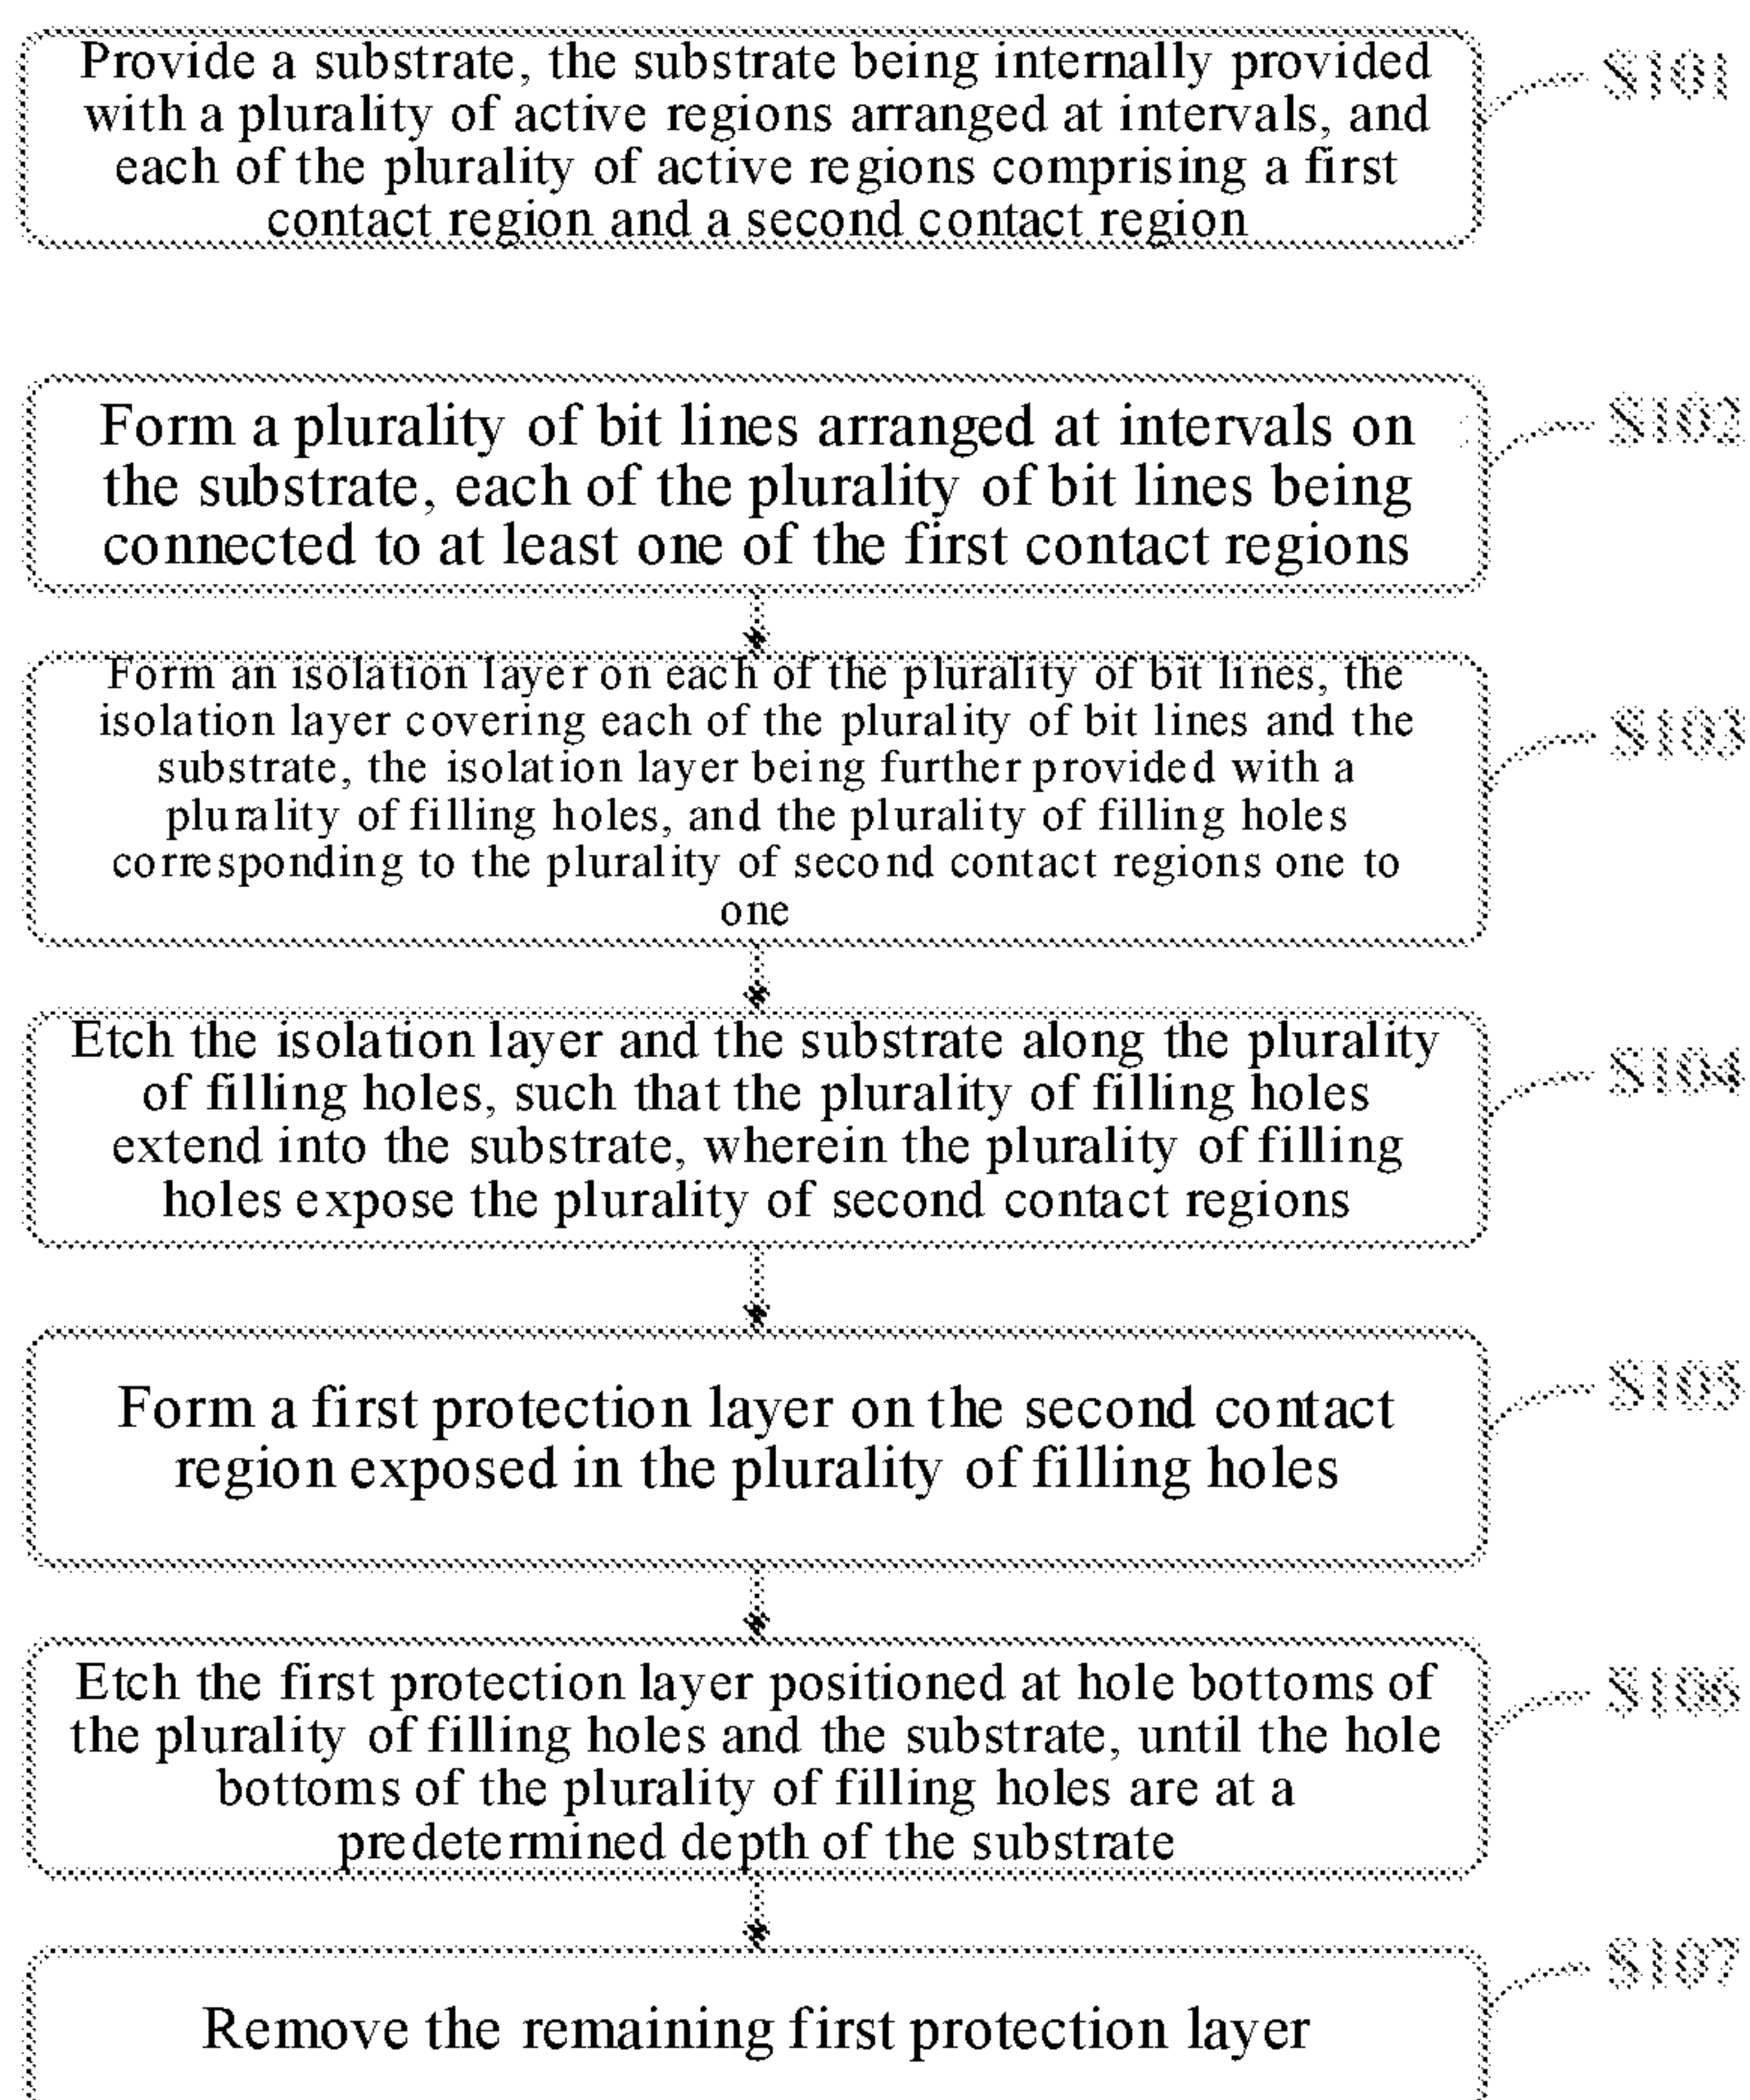 Provide a substrate, the substrate being internally provided
with a plurality of active regions arranged at intervals, and
each of the plurality of active regions comprising a first
contact region and a second contact region
S101
Form a plurality of bit lines arranged at intervals on
the substrate, each of the plurality of bit lines being
connected to at least one of the first contact regions
S102
Form an isolation layer on each of the plurality of bit lines, the
isolation layer covering each of the plurality of bit lines and the
substrate, the isolation layer being further provided with a
plurality of filling holes, and the plurality of filling holes
corresponding to the plurality of second contact regions one to
one
S103
Etch the isolation layer and the substrate along the plurality
of filling holes, such that the plurality of filling holes
extend into the substrate, wherein the plurality of filling
holes expose the plurality of second contact regions
S104
Form a first protection layer on the second contact
region exposed in the plurality of filling holes
S105
Etch the first protection layer positioned at hole bottoms of
the plurality of filling holes and the substrate, until the hole
bottoms of the plurality of filling holes are at a
predetermined depth of the substrate
S106
Remove the remaining first protection layer
S107